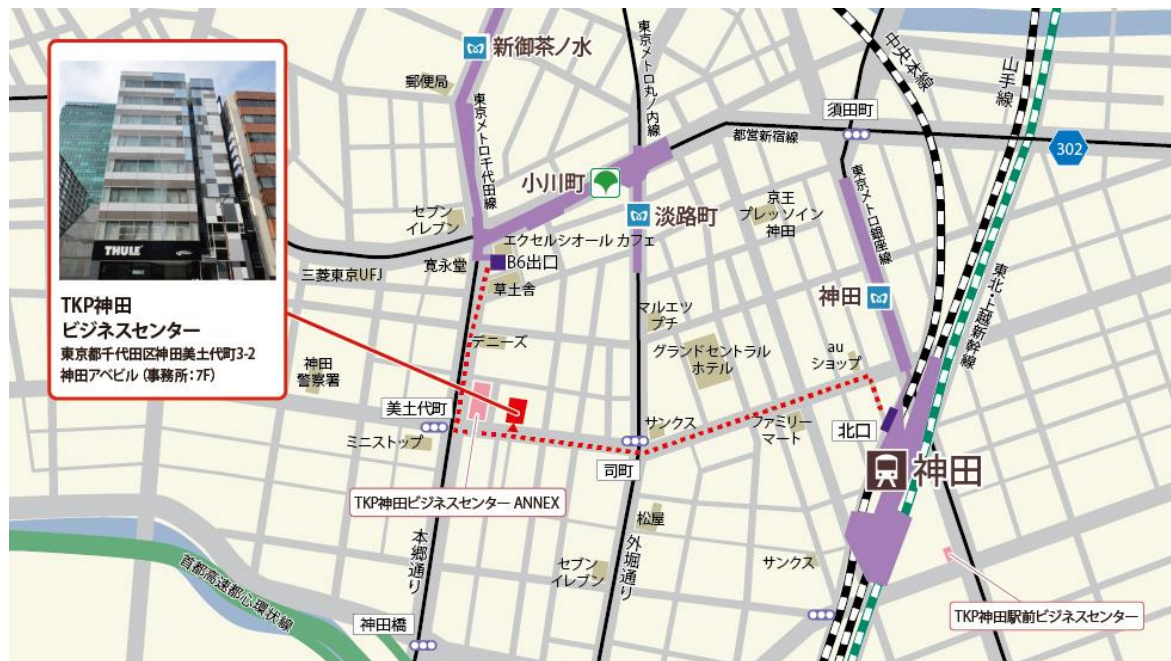 THULE
TKP神田
ビジネスセンター
東京都千代田区神田美土代町3-2
神田アベビル (事務所:7F)
新御茶ノ水
郵便局
東京メトロ千代田線
東京メトロ丸ノ内線
中央本線
山手線
須田町
都営新宿線
302
小川町
淡路町
セブン
イレブン
エクセルシオール カフェ
寛永堂
B6出口
三菱東京UFJ
草土舎
京王
プレッソイン
神田
東京メトロ銀座線
神田
東北・上越新幹線
マルエツ
プチ
デニーズ
グランドセントラル
ホテル
au
ショップ
神田
警察署
美土代町
ミニストップ
サンクス
ファミリー
マート
北口
司町
神田
TKP神田ビジネスセンター ANNEX
本郷通り
外堀通り
松屋
セブン
イレブン
サンクス
首都高速都心環状線
神田橋
TKP神田駅前ビジネスセンター